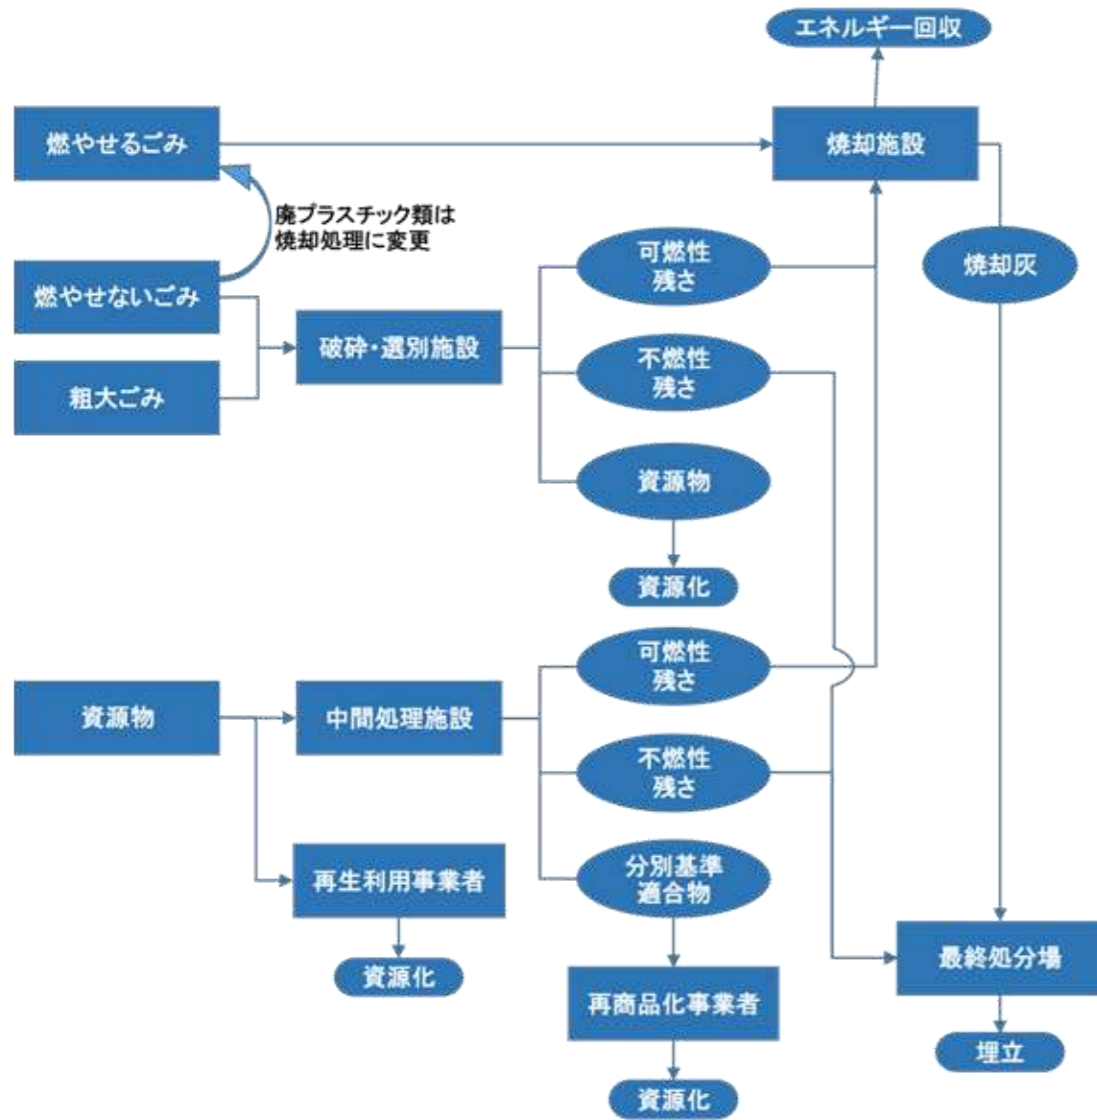 エネルギー回収
燃やせるごみ
焼却施設
廃プラスチック類は
焼却処理に変更
可燃性
残さ
焼却灰
燃やせないごみ
破砕・選別施設
不燃性
残さ
粗大ごみ
資源物
資源化
可燃性
残さ
資源物
中間処理施設
不燃性
残さ
再生利用事業者
分別基準
適合物
資源化
最終処分場
再商品化事業者
埋立
資源化